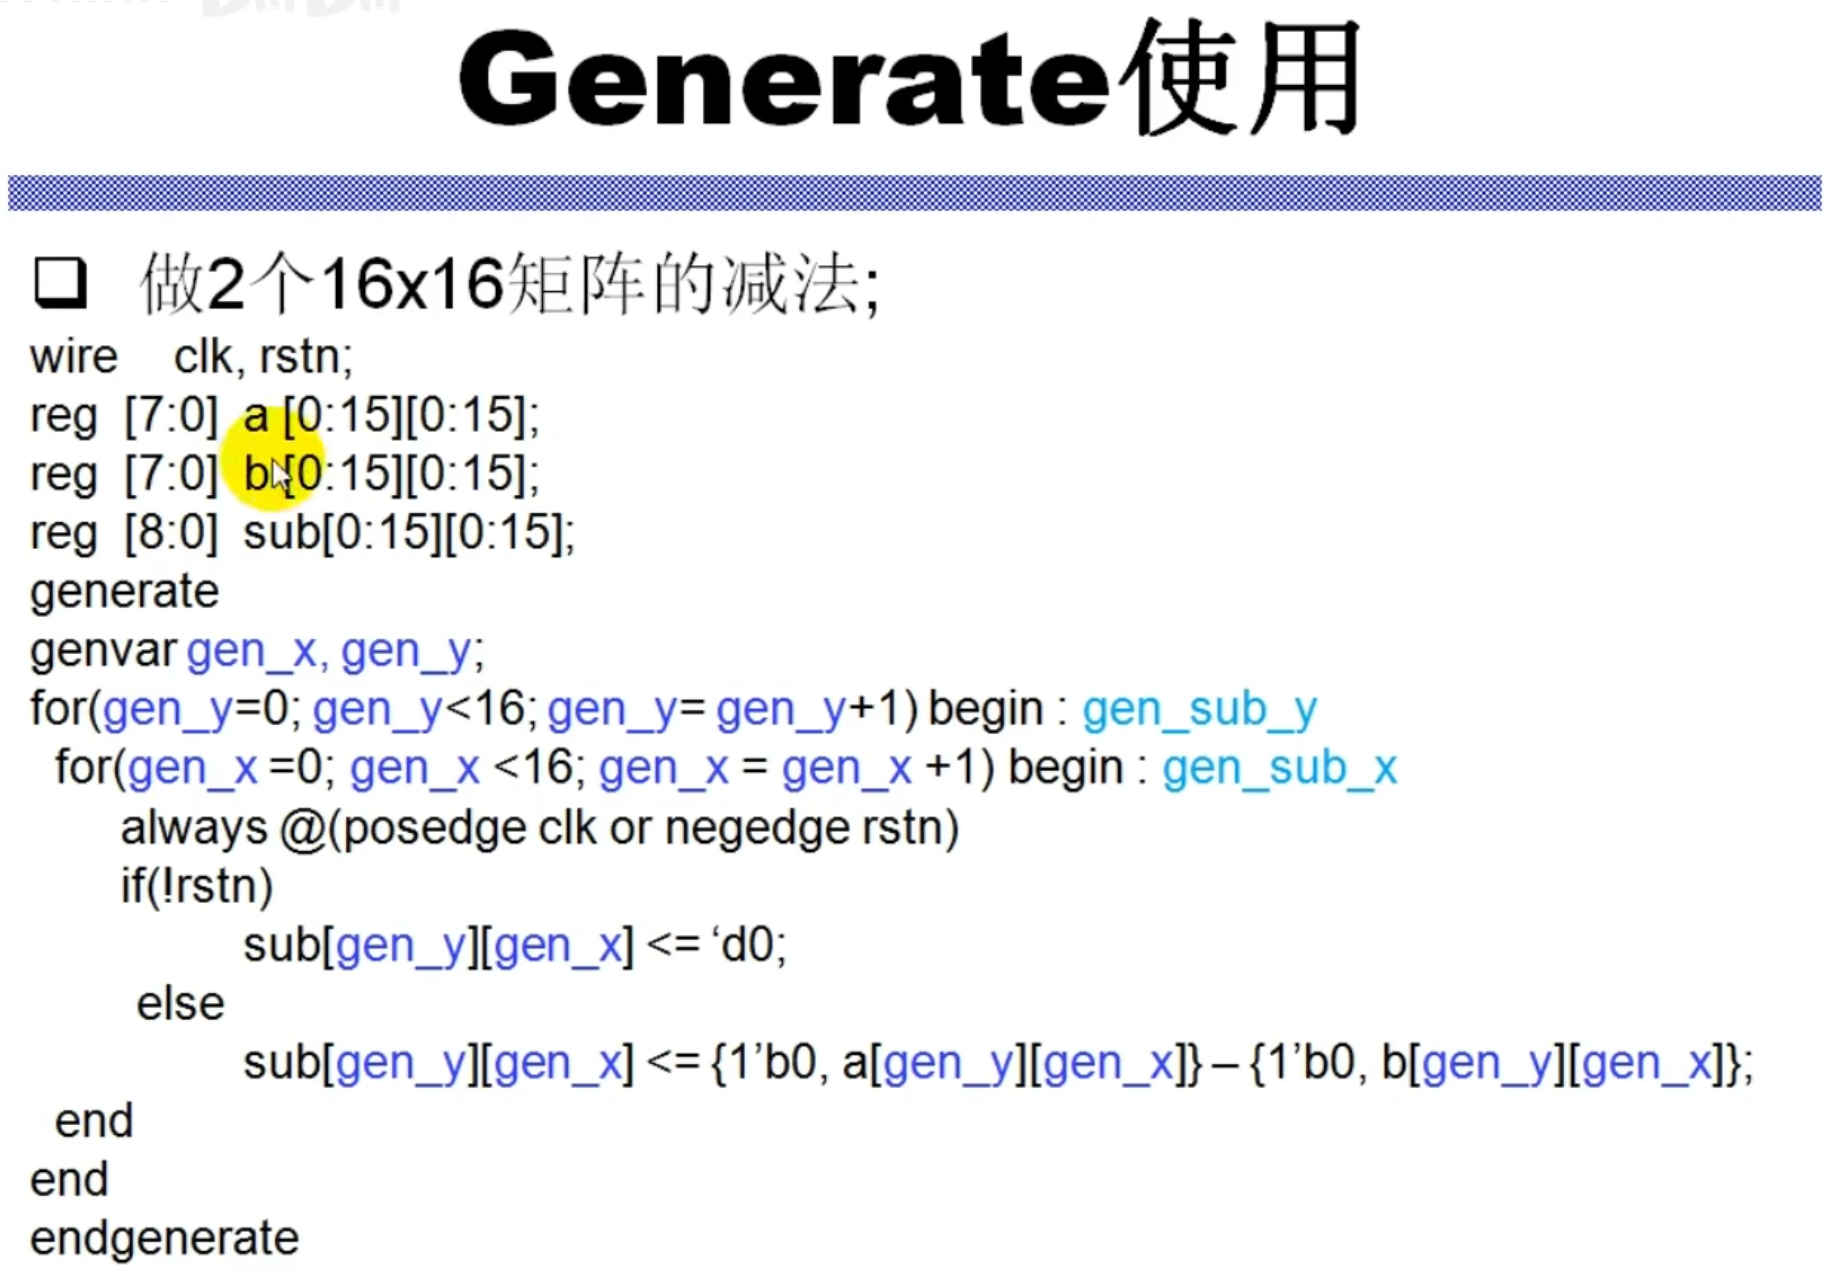 Generate使用
做2个16x16矩阵的减法;
wire clk, rstn;
reg [7:0] a [0:15][0:15];
reg [7:0] b [0:15][0:15];
reg [8:0] sub[0:15][0:15];
generate
genvar gen_x, gen_y;
for(gen_y=0; gen_y<16; gen_y= gen_y+1) begin : gen_sub_y
for(gen_x =0; gen_x <16; gen_x = gen_x +1) begin : gen_sub_x
always @(posedge clk or negedge rstn)
if(!rstn)
sub[gen_y][gen_x] <= ‘d0;
else
sub[gen_y][gen_x] <= {1’b0, a[gen_y][gen_x]} – {1’b0, b[gen_y][gen_x]};
end
end
endgenerate